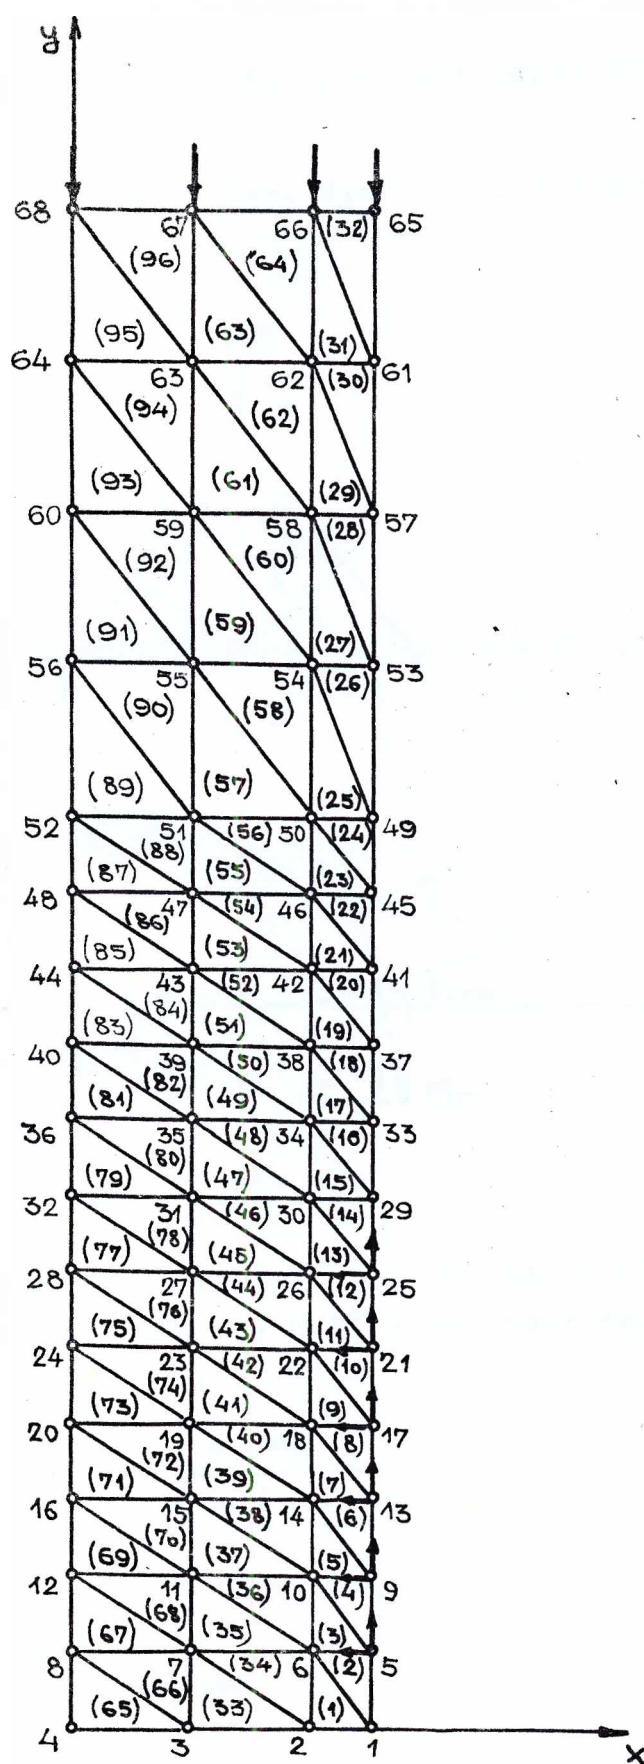 y
68 67 66 (32) 65
(96) (64)
(95) (63) (31)
64 63 62 (30) 61
(94) (62)
(93) (61) (29)
60 59 58 (28) 57
(92) (60)
(91) (59) (27)
56 55 54 (26) 53
(90) (58)
(89) (57) (25)
52 51 (56) 50 (24) 49
(88)
(87) (55) (23)
48 47 (54) 46 (22) 45
(86)
(85) (53) (21)
44 43 (52) 42 (20) 41
(84)
(83) (51) (19)
40 39 (50) 38 (18) 37
(82)
(81) (49) (17)
36 35 (48) 34 (16) 33
(80)
(79) (47) (15)
32 31 (46) 30 (14) 29
(78)
(77) (45) (13)
28 27 (44) 26 (12) 25
(76)
(75) (43) (11)
24 23 (42) 22 (10) 21
(74)
(73) (41) (9)
20 19 (40) 18 (8) 17
(72)
(71) (39) (7)
16 15 (38) 14 (6) 13
(70)
(69) (37) (5)
12 11 (36) 10 (4) 9
(68)
(67) (35) (3)
8 7 (34) 6 (2) 5
(66)
(65) (33) (1)
4 3 2 1 x